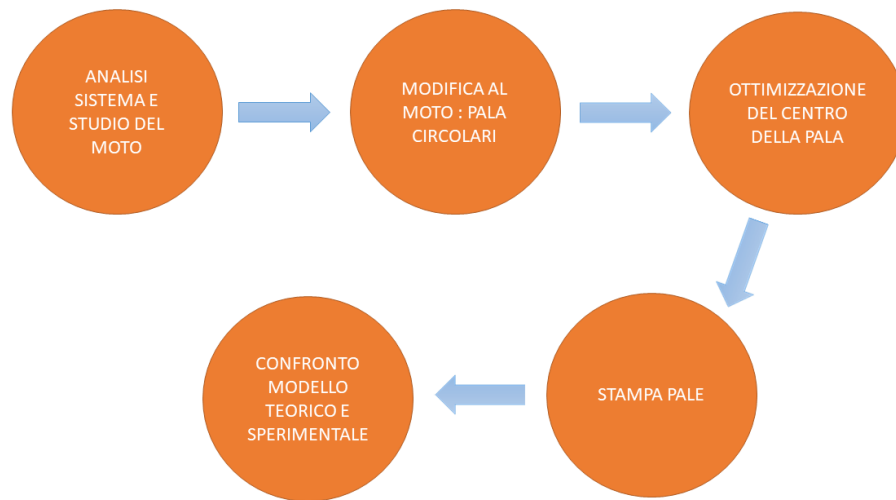 ANALISI
SISTEMA E
STUDIO DEL
MOTO
MODIFICA AL
MOTO : PALA
CIRCOLARI
OTTIMIZZAZIONE
DEL CENTRO
DELLA PALA
STAMPA PALE
CONFRONTO
MODELLO
TEORICO E
SPERIMENTALE